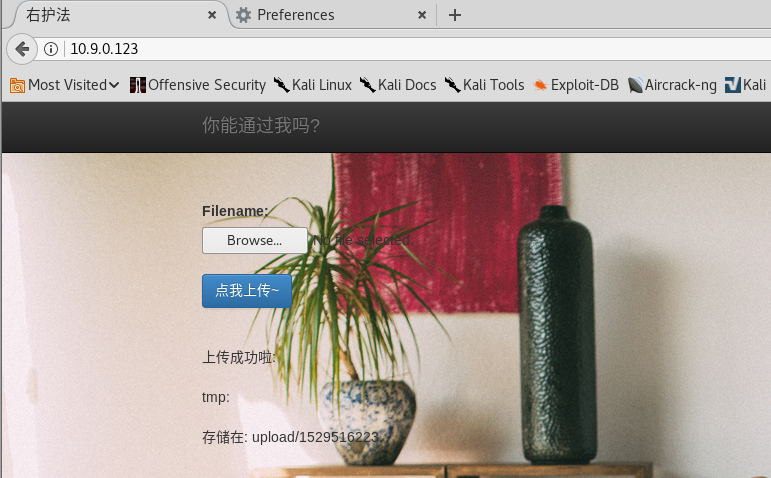 右护法 Preferences
10.9.0.123
Most Visited Offensive Security Kali Linux Kali Docs Kali Tools Exploit-DB Aircrack-ng Kali
你能通过我吗?
Filename:
Browse... No file selected.
点我上传~
上传成功啦:
tmp:
存储在: upload/1529516223.